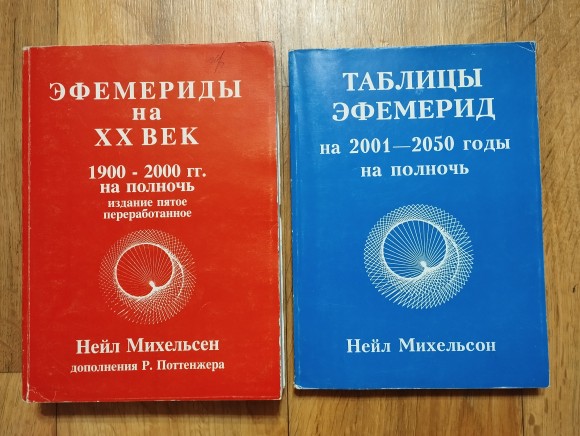 ЭФЕМЕРИДЫ
на
XX ВЕК
1900 - 2000 гг.
на полночь
издание пятое
переработанное
Нейл Михельсен
дополнения Р. Поттенжера
ТАБЛИЦЫ
ЭФЕМЕРИД
на 2001—2050 годы
на полночь
Нейл Михельсон